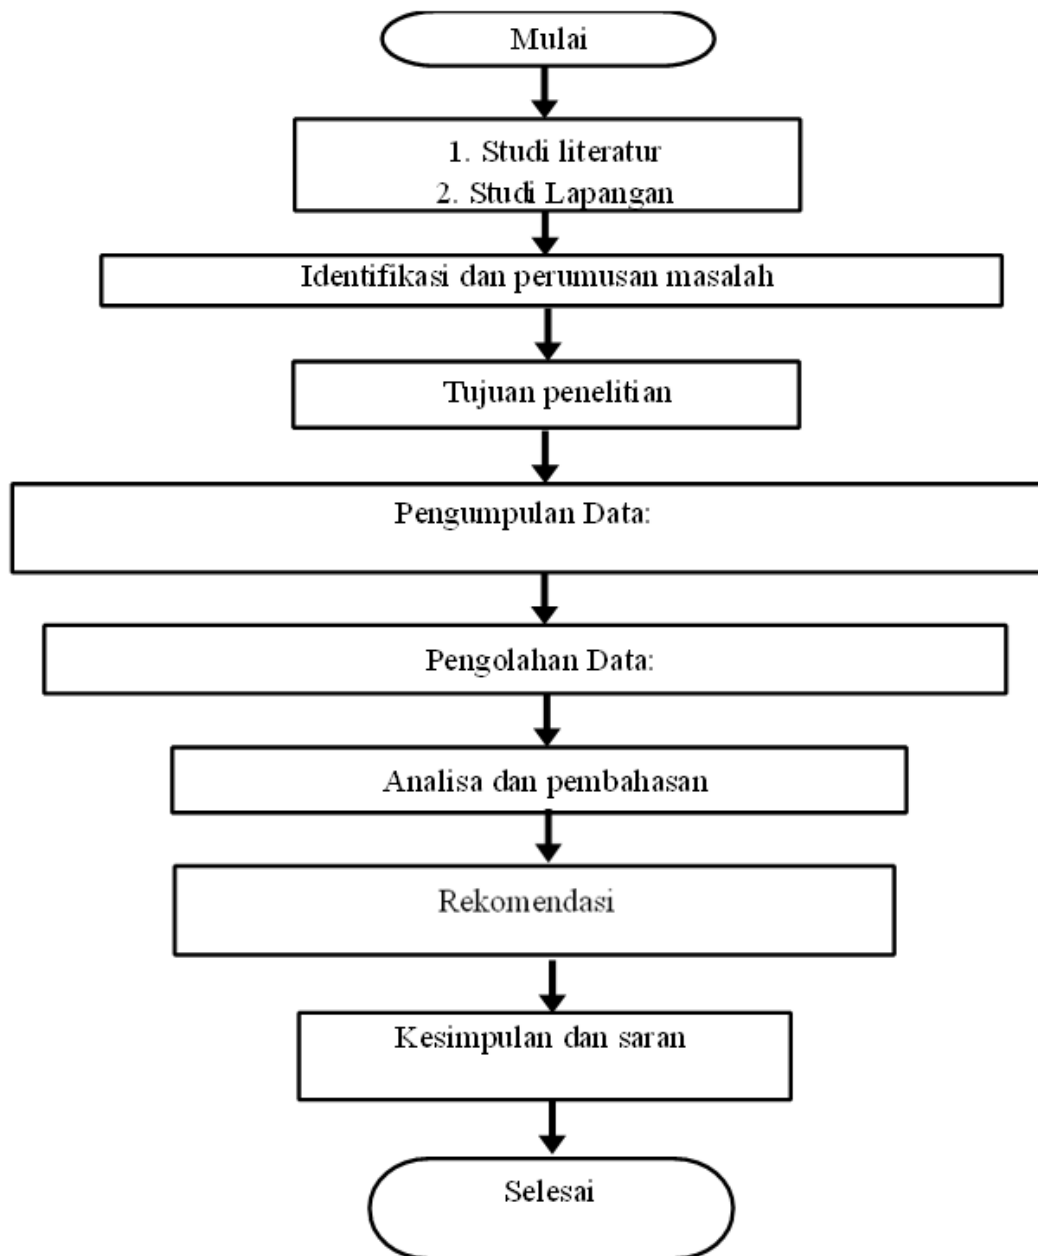 Mulai
1. Studi literatur
2. Studi Lapangan
Identifikasi dan perumusan masalah
Tujuan penelitian
Pengumpulan Data:
Pengolahan Data:
Analisa dan pembahasan
Rekomendasi
Kesimpulan dan saran
Selesai